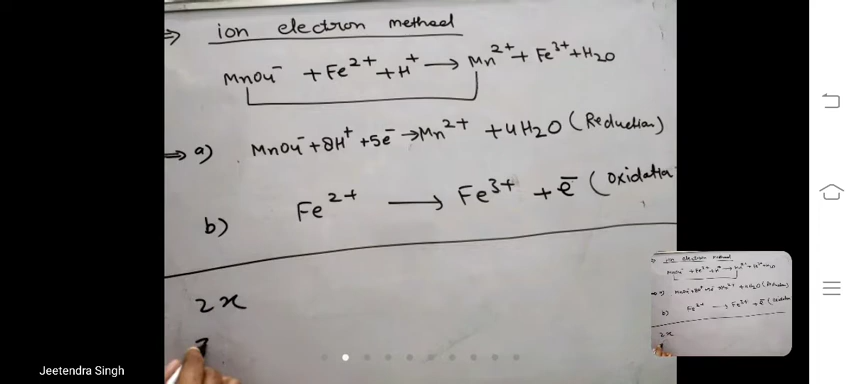 ⇒ ion electron method
MnO4⁻ + Fe²⁺ + H⁺ → Mn²⁺ + Fe³⁺ + H2O
⇒ a) MnO4⁻ + 8H⁺ + 5e⁻ → Mn²⁺ + 4H2O (Reduction)
b) Fe²⁺ → Fe³⁺ + e⁻ (Oxidation
2x
Jeetendra Singh